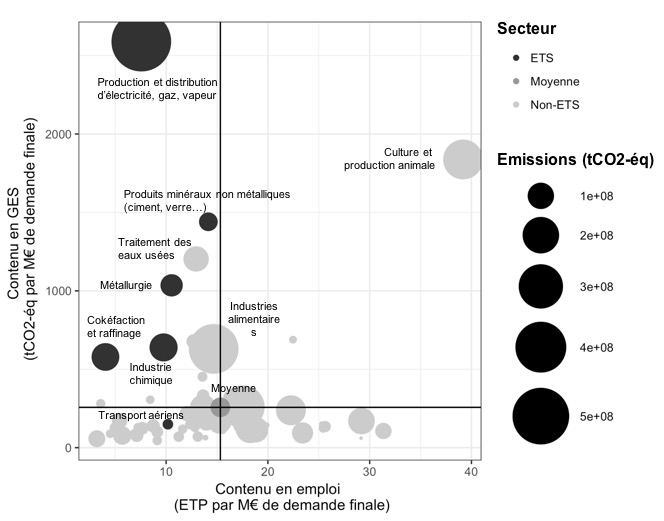 Production et distribution
d'électricité, gaz, vapeur
Culture et
production animale
Produits minéraux non métalliques
(ciment, verre…)
Traitement des
eaux usées
Métallurgie
Industries
alimentaire
s
Cokéfaction
et raffinage
Industrie
chimique
Moyenne
Transport aériens
2000
1000
0
10
20
30
40
Contenu en GES
(tCO2-éq par M€ de demande finale)
Contenu en emploi
(ETP par M€ de demande finale)
Secteur
ETS
Moyenne
Non-ETS
Emissions (tCO2-éq)
1e+08
2e+08
3e+08
4e+08
5e+08